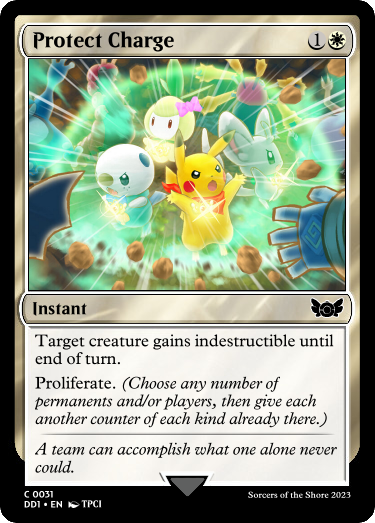 Protect Charge 1
Instant
Target creature gains indestructible until
end of turn.
Proliferate. (Choose any number of
permanents and/or players, then give each
another counter of each kind already there.)
A team can accomplish what one alone never
could.
C 0031
DD1 • EN TPCI
Sorcers of the Shore 2023